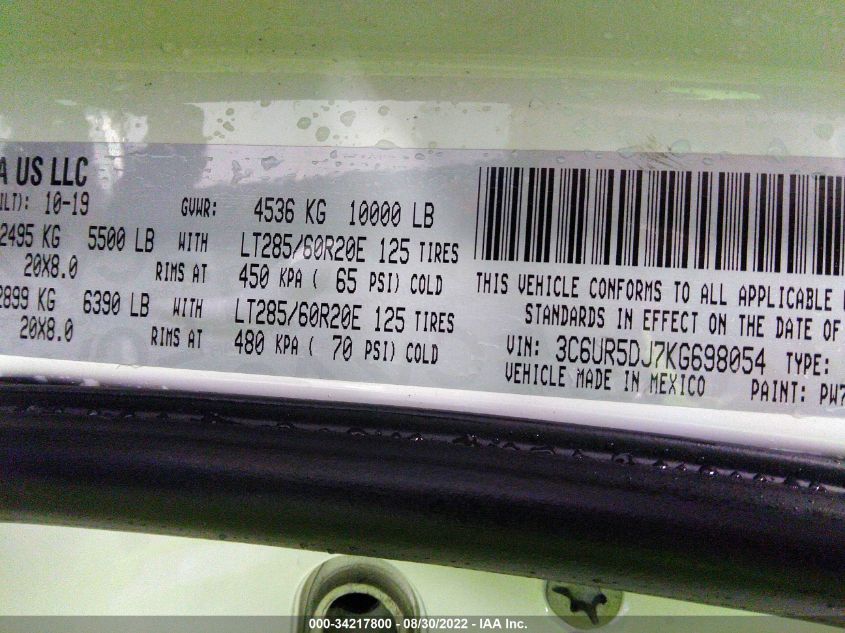 A US LLC
ILT): 10-19 GVWR: 4536 KG 10000 LB
2495 KG 5500 LB WITH LT285/60R20E 125 TIRES
20X8.0 RIMS AT 450 KPA ( 65 PSI) COLD
2899 KG 6390 LB WITH LT285/60R20E 125 TIRES
20X8.0 RIMS AT 480 KPA ( 70 PSI) COLD
THIS VEHICLE CONFORMS TO ALL APPLICABLE
STANDARDS IN EFFECT ON THE DATE OF
VIN: 3C6UR5DJ7KG698054 TYPE:
VEHICLE MADE IN MEXICO PAINT: PW7
000-34217800 - 08/30/2022 - IAA Inc.